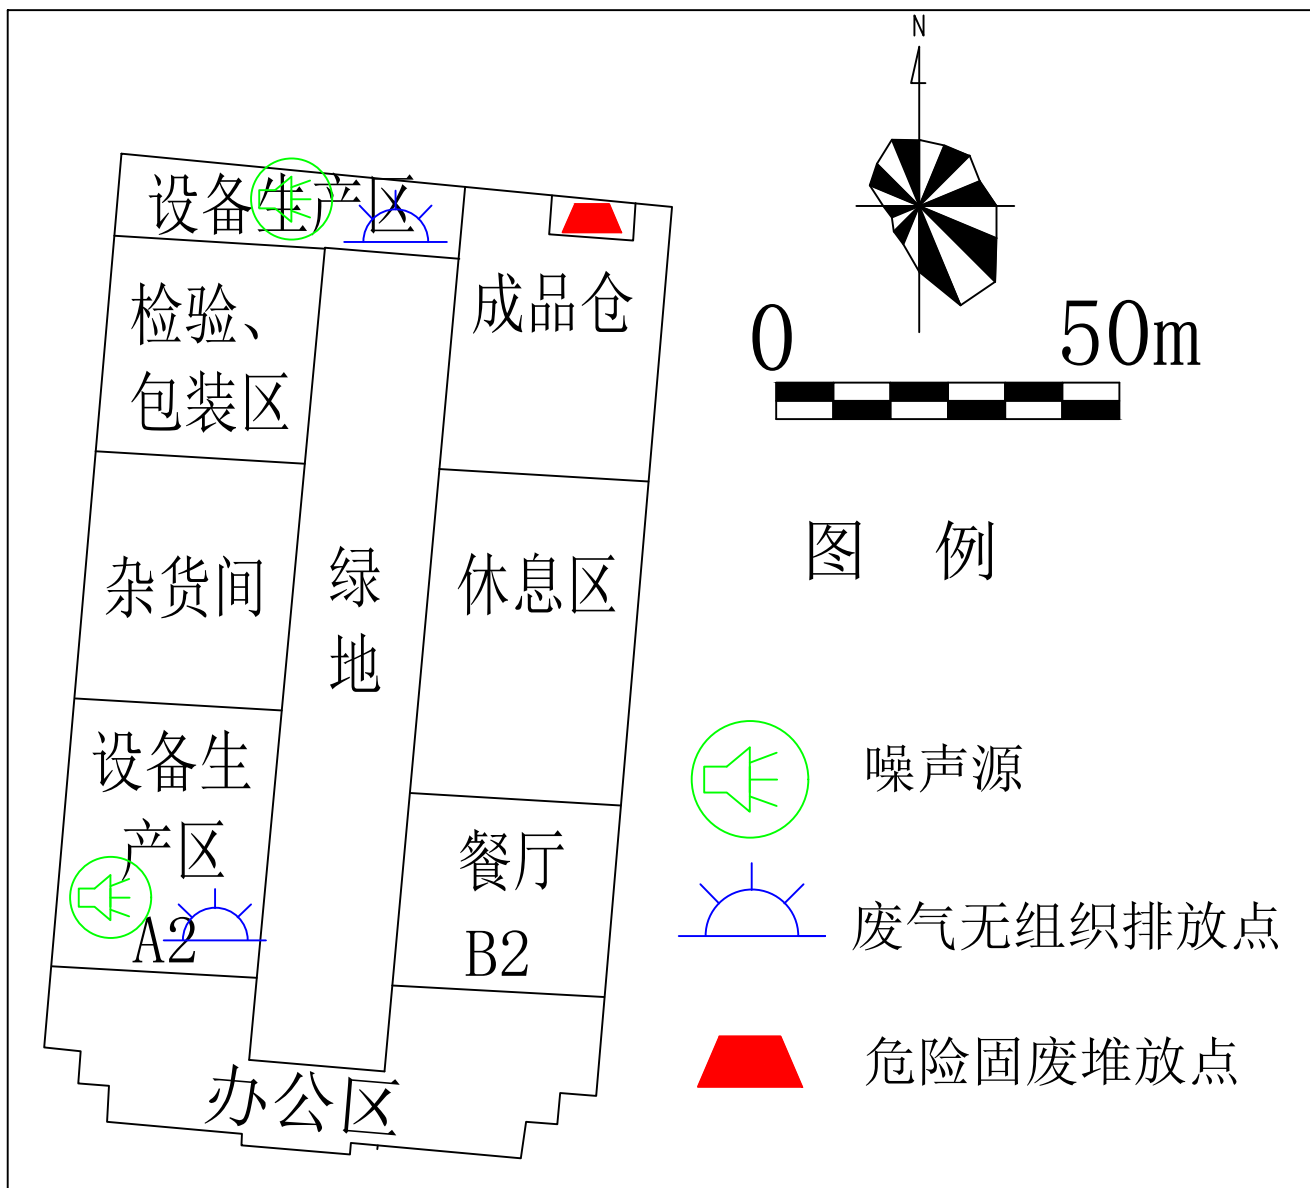 N
设备生产区
检验、
包装区
成品仓
0 50m
杂货间
绿
地
休息区
图 例
设备生
产区
A2
餐厅
B2
噪声源
废气无组织排放点
危险固废堆放点
办公区